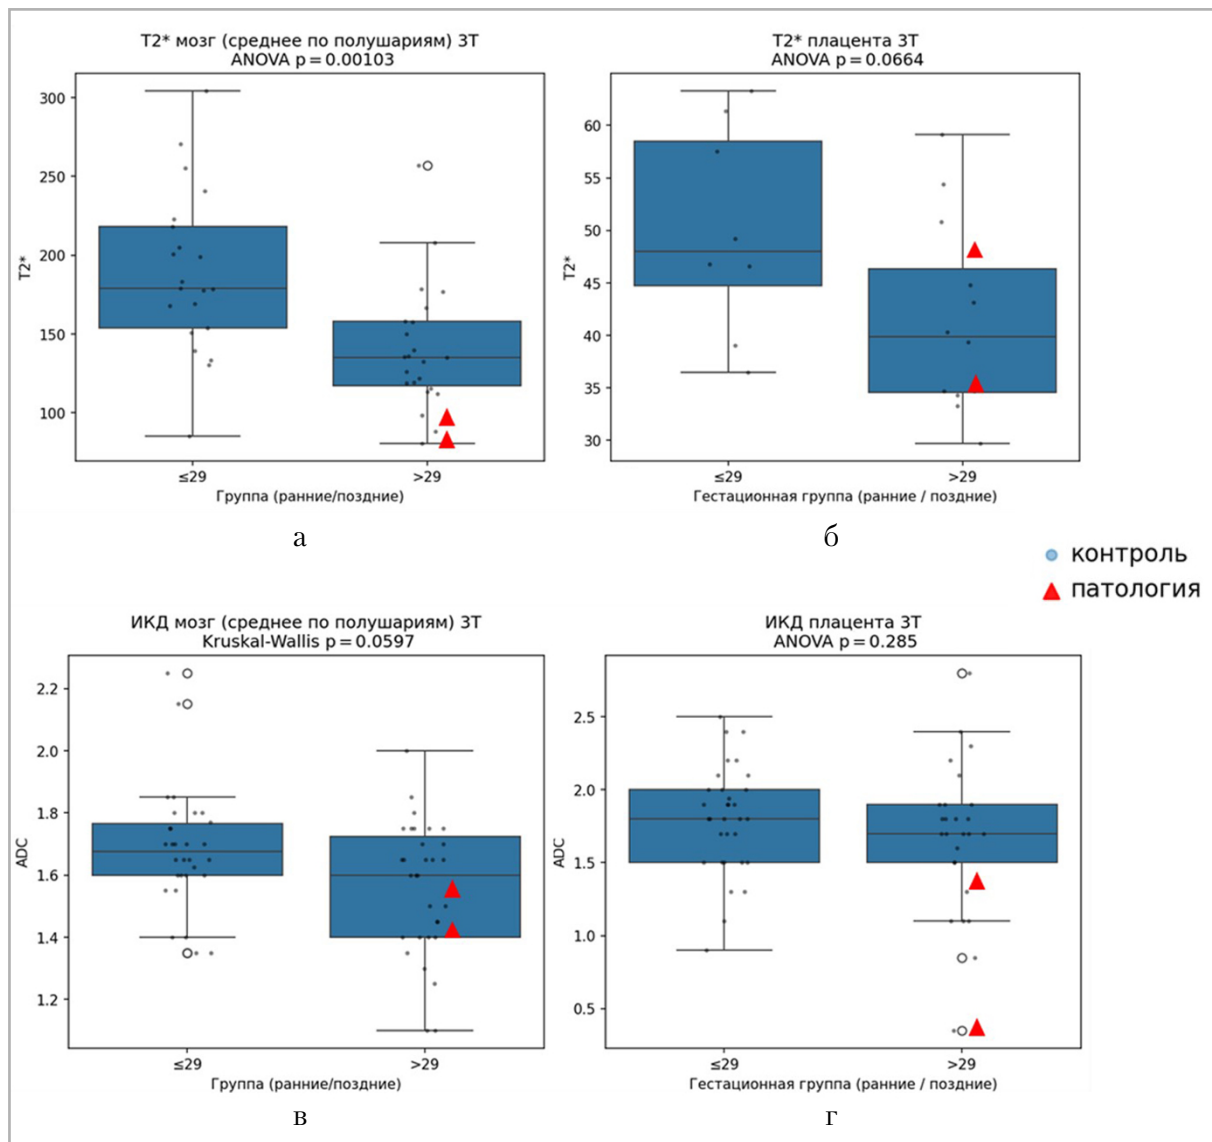 T2* мозг (среднее по полушариям) 3T
ANOVA p = 0.00103
T2*
300
250
200
150
100
≤29
>29
Группа (ранние/поздние)
а
T2* плацента 3T
ANOVA p = 0.0664
T2*
60
55
50
45
40
35
30
≤29
>29
Гестационная группа (ранние / поздние)
б
контроль
патология
ИКД мозг (среднее по полушариям) 3T
Kruskal-Wallis p = 0.0597
ADC
2.2
2.0
1.8
1.6
1.4
1.2
≤29
>29
Группа (ранние/поздние)
в
ИКД плацента 3T
ANOVA p = 0.285
ADC
2.5
2.0
1.5
1.0
0.5
≤29
>29
Гестационная группа (ранние / поздние)
г